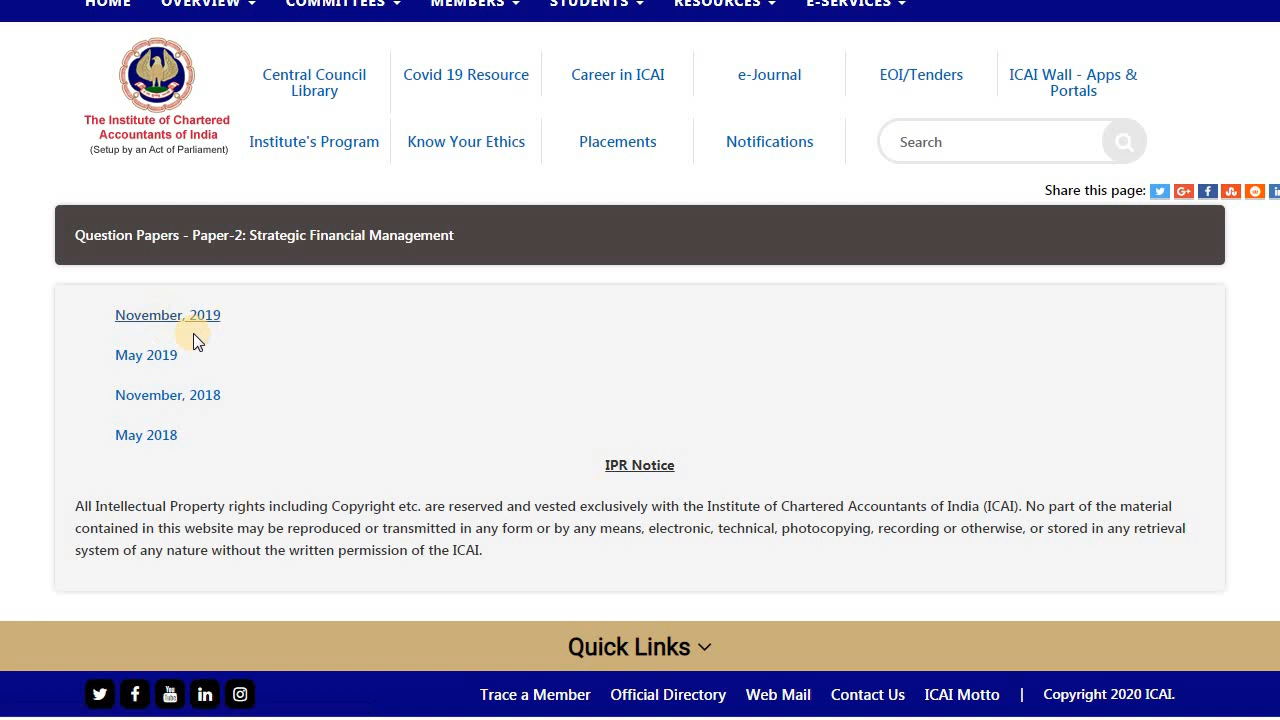 HOME OVERVIEW COMMITTEES MEMBERS STUDENTS RESOURCES E-SERVICES
The Institute of Chartered
Accountants of India
(Setup by an Act of Parliament)
Central Council
Library
Covid 19 Resource
Career in ICAI
e-Journal
EOI/Tenders
ICAI Wall - Apps &
Portals
Institute's Program
Know Your Ethics
Placements
Notifications
Search
Share this page:
Question Papers - Paper-2: Strategic Financial Management
November, 2019
May 2019
November, 2018
May 2018
IPR Notice
All Intellectual Property rights including Copyright etc. are reserved and vested exclusively with the Institute of Chartered Accountants of India (ICAI). No part of the material
contained in this website may be reproduced or transmitted in any form or by any means, electronic, technical, photocopying, recording or otherwise, or stored in any retrieval
system of any nature without the written permission of the ICAI.
Quick Links
Trace a Member Official Directory Web Mail Contact Us ICAI Motto | Copyright 2020 ICAI.